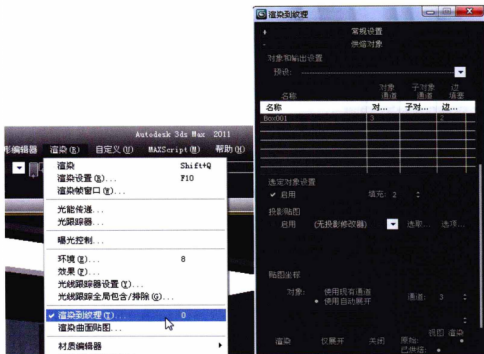 Autodesk 3ds Max 2011
形编辑器 渲染(R) 自定义(U) MAXScript(M) 帮助(H)
渲染 Shift+Q
渲染设置(R)... F10
渲染帧窗口(W)...
光能传递...
光跟踪器...
曝光控制...
环境(E)... 8
效果(F)...
光线跟踪器设置(Y)...
光线跟踪全局包含/排除(G)...
渲染到纹理(T)... 0
渲染曲面贴图...
材质编辑器
渲染到纹理
+ 常规设置
- 烘焙对象
对象和输出设置
预设:
名称 对象通道 子对象通道 边填塞
名称 对... 子对... 边...
Box001 3 2
选定对象设置
启用 填充: 2
投影贴图
启用 (无投影修改器) 选取... 选项...
贴图坐标
对象: 使用现有通道
使用自动展开 通道: 3
渲染 仅展开 关闭 原始:
视图 渲染
已烘焙: